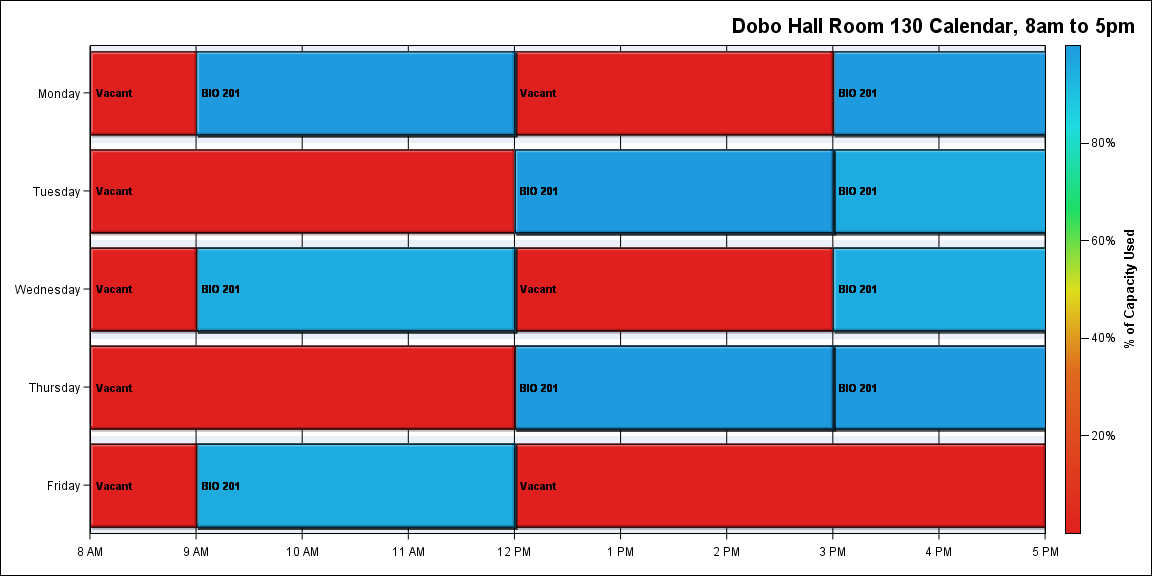 Dobo Hall Room 130 Calendar, 8am to 5pm
Monday
Vacant
BIO 201
Vacant
BIO 201
Tuesday
Vacant
BIO 201
BIO 201
Wednesday
Vacant
BIO 201
Vacant
BIO 201
Thursday
Vacant
BIO 201
BIO 201
Friday
Vacant
BIO 201
Vacant
8 AM
9 AM
10 AM
11 AM
12 PM
1 PM
2 PM
3 PM
4 PM
5 PM
80%
60%
40%
20%
% of Capacity Used